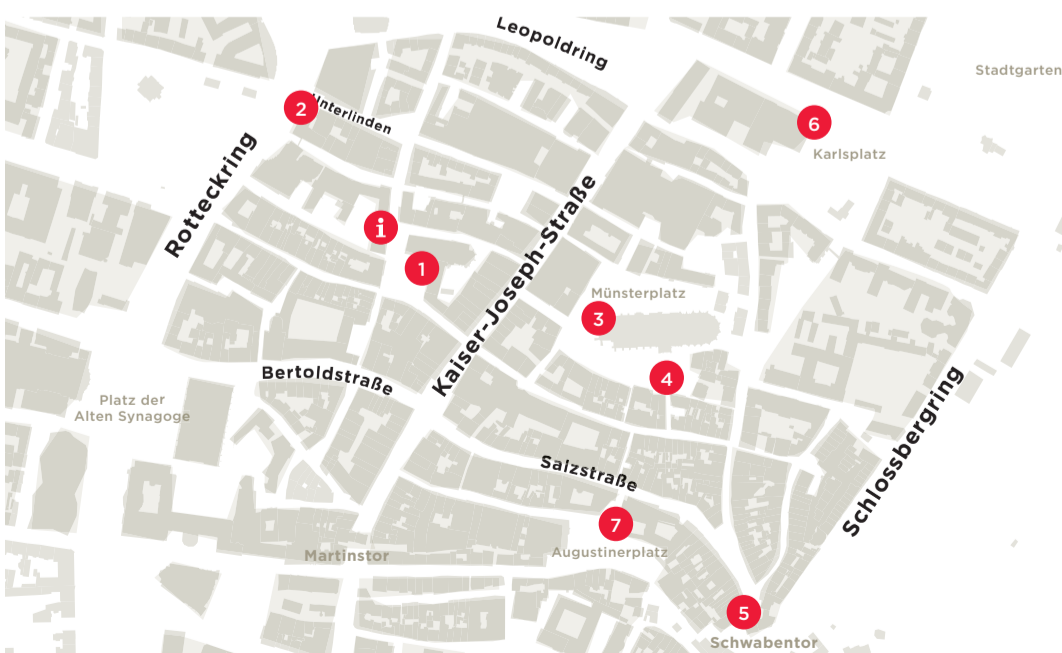 Leopoldring
Stadtgarten
2
Unterlinden
6
Karlsplatz
Rotteckring
i
1
Kaiser-Joseph-Straße
Münsterplatz
3
4
Bertoldstraße
Platz der
Alten Synagoge
Schlossbergring
Salzstraße
7
Augustinerplatz
Martinstor
5
Schwabentor